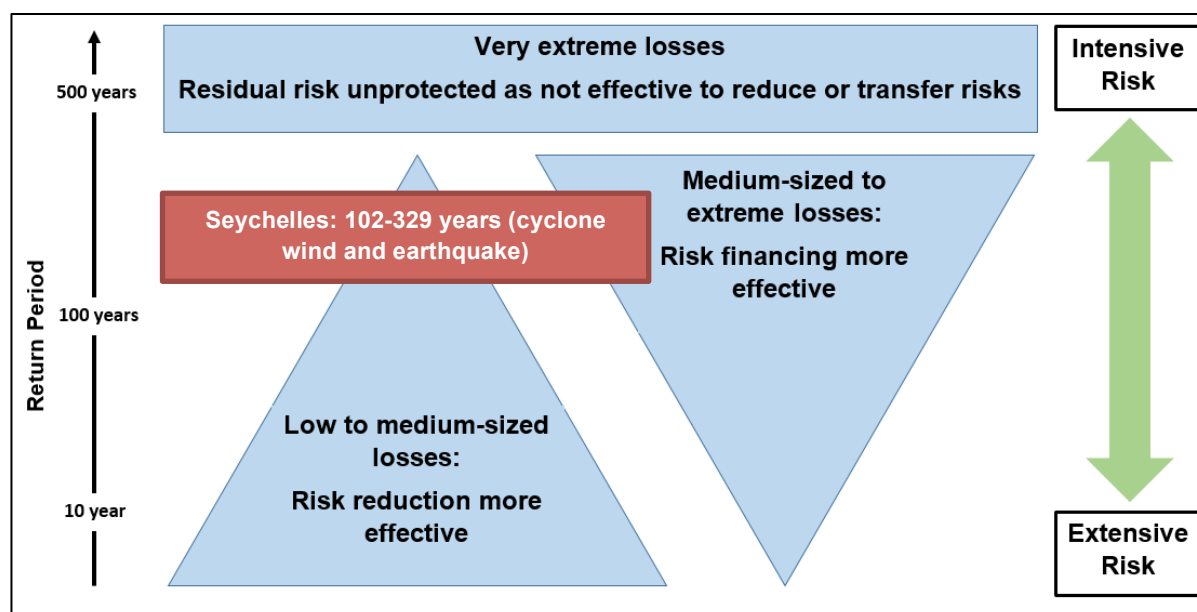 Very extreme losses
Residual risk unprotected as not effective to reduce or transfer risks
Intensive
Risk
500 years
Medium-sized to
extreme losses:
Risk financing more
effective
Seychelles: 102-329 years (cyclone
wind and earthquake)
Return Period
100 years
Low to medium-sized
losses:
Risk reduction more
effective
10 year
Extensive
Risk